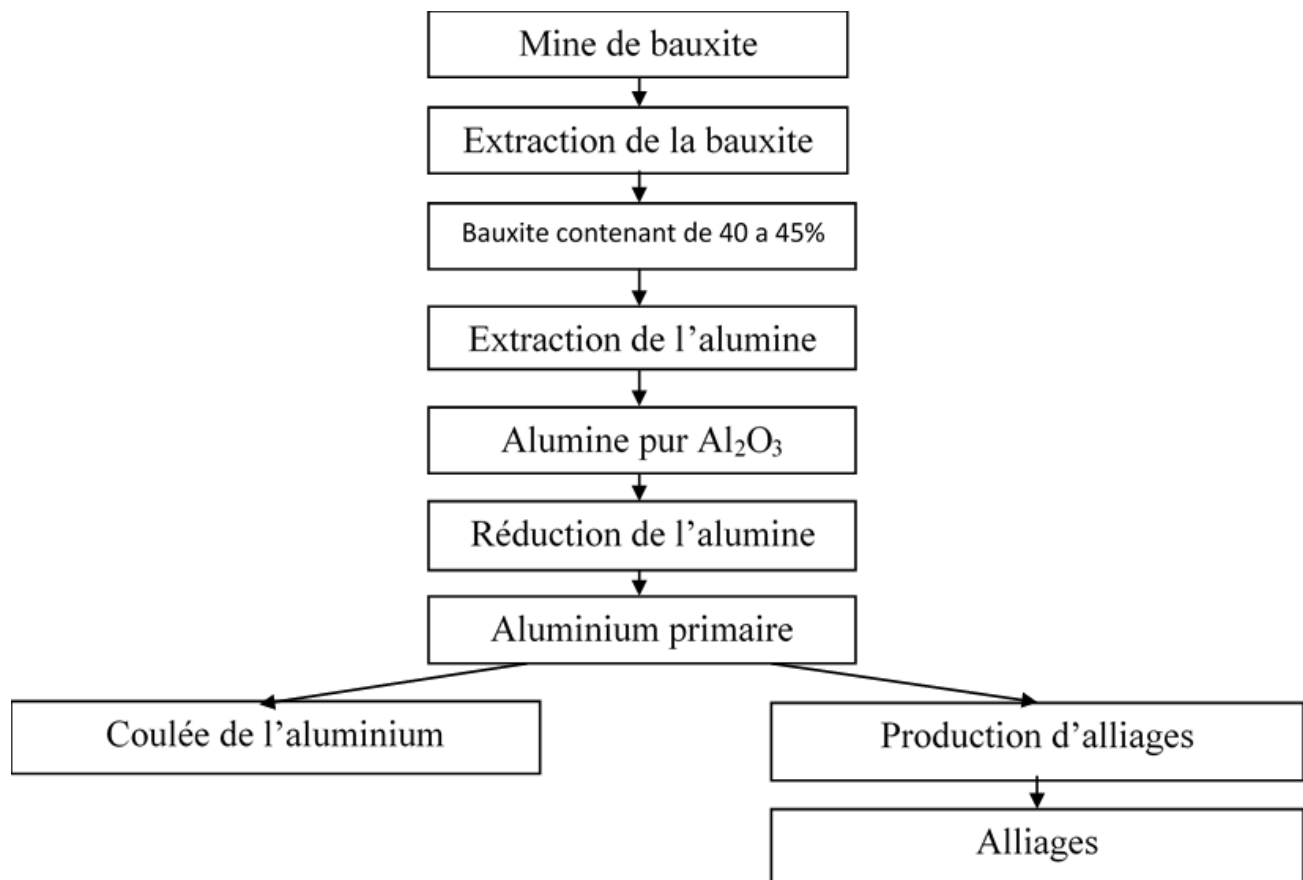 Mine de bauxite
Extraction de la bauxite
Bauxite contenant de 40 a 45%
Extraction de l’alumine
Alumine pur Al₂O₃
Réduction de l’alumine
Aluminium primaire
Coulée de l’aluminium
Production d’alliages
Alliages